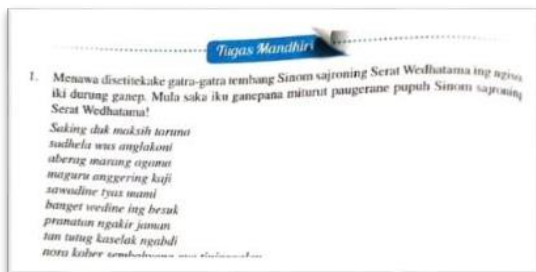 Tugas Mandhiri
1. Menawa disetitekake gatra-gatra tembang Sinom sajroning Serat Wedhatama ing ngisor
iki durung ganep. Mula saka iku ganepana miturut paugerane pupuh Sinom sajroning
Serat Wedhatama!
Saking duk maksih taruna
sadhela wus anglakoni
aberag marang agama
maguru anggering kaji
sawadine tyas mami
banget wedine ing besuk
pranatan ngakir jaman
tan tutug kaselak ngabdi
nora kober